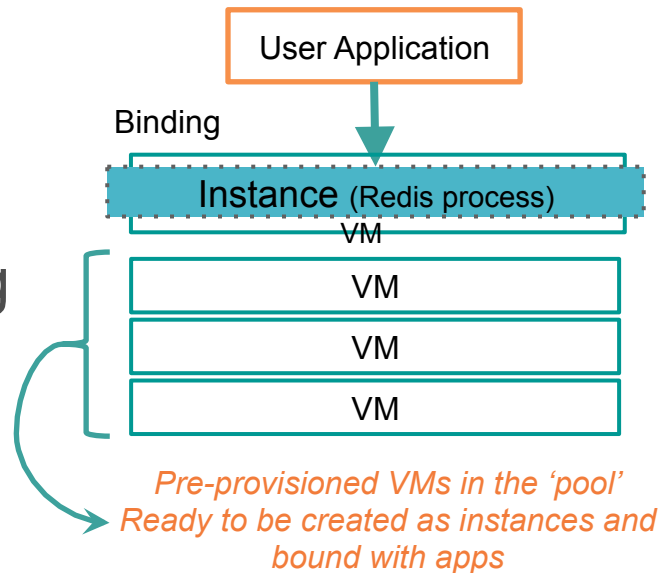 User Application
Binding
Instance (Redis process)
VM
g
VM
VM
VM
Pre-provisioned VMs in the ‘pool’
Ready to be created as instances and
bound with apps